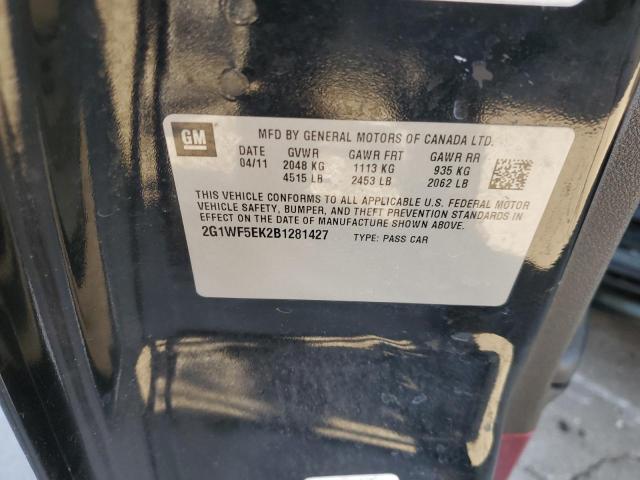 GM MFD BY GENERAL MOTORS OF CANADA LTD.
DATE GVWR GAWR FRT GAWR RR
04/11 2048 KG 1113 KG 935 KG
4515 LB 2453 LB 2062 LB
THIS VEHICLE CONFORMS TO ALL APPLICABLE U.S. FEDERAL MOTOR
VEHICLE SAFETY, BUMPER, AND THEFT PREVENTION STANDARDS IN
EFFECT ON THE DATE OF MANUFACTURE SHOWN ABOVE.
2G1WF5EK2B1281427 TYPE: PASS CAR